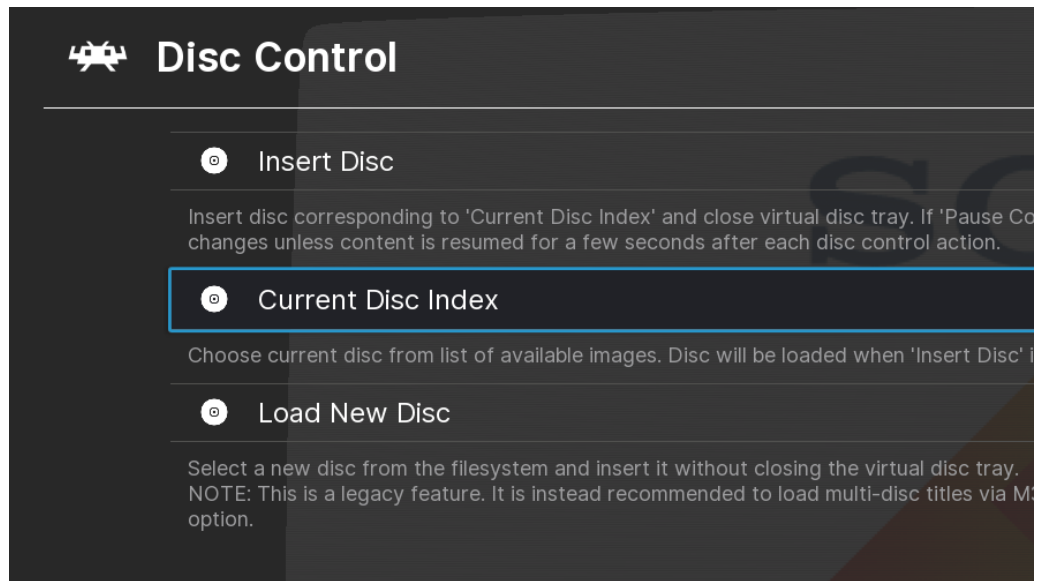 Disc Control
Insert Disc
Insert disc corresponding to 'Current Disc Index' and close virtual disc tray. If 'Pause
changes unless content is resumed for a few seconds after each disc control action.
Current Disc Index
Choose current disc from list of available images. Disc will be loaded when 'Insert Disc'
Load New Disc
Select a new disc from the filesystem and insert it without closing the virtual disc tray.
NOTE: This is a legacy feature. It is instead recommended to load multi-disc titles via
option.